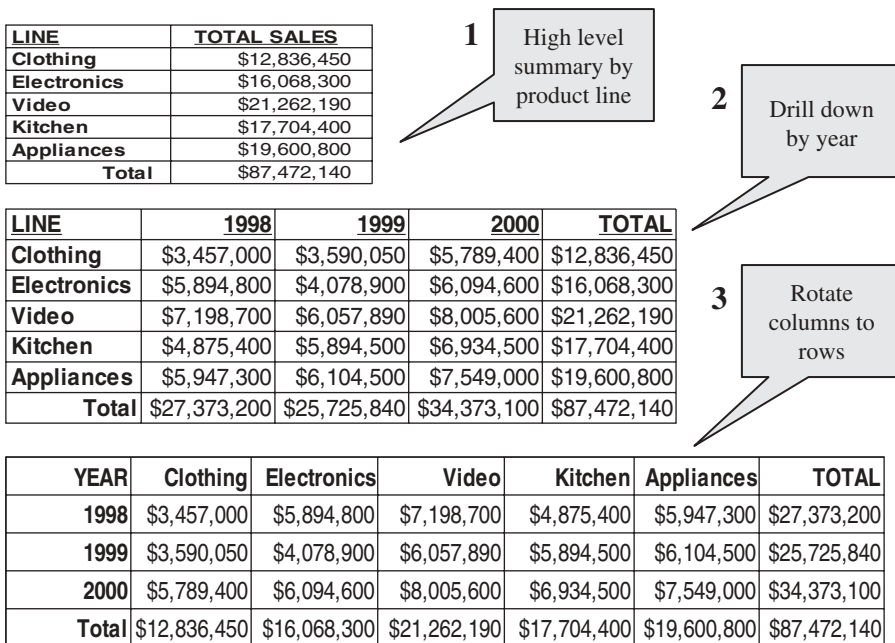 LINE TOTAL SALES
Clothing $12,836,450
Electronics $16,068,300
Video $21,262,190
Kitchen $17,704,400
Appliances $19,600,800
Total $87,472,140
1
High level
summary by
product line
2
Drill down
by year
LINE 1998 1999 2000 TOTAL
Clothing $3,457,000 $3,590,050 $5,789,400 $12,836,450
Electronics $5,894,800 $4,078,900 $6,094,600 $16,068,300
Video $7,198,700 $6,057,890 $8,005,600 $21,262,190
Kitchen $4,875,400 $5,894,500 $6,934,500 $17,704,400
Appliances $5,947,300 $6,104,500 $7,549,000 $19,600,800
Total $27,373,200 $25,725,840 $34,373,100 $87,472,140
3
Rotate
columns to
rows
YEAR Clothing Electronics Video Kitchen Appliances TOTAL
1998 $3,457,000 $5,894,800 $7,198,700 $4,875,400 $5,947,300 $27,373,200
1999 $3,590,050 $4,078,900 $6,057,890 $5,894,500 $6,104,500 $25,725,840
2000 $5,789,400 $6,094,600 $8,005,600 $6,934,500 $7,549,000 $34,373,100
Total $12,836,450 $16,068,300 $21,262,190 $17,704,400 $19,600,800 $87,472,140